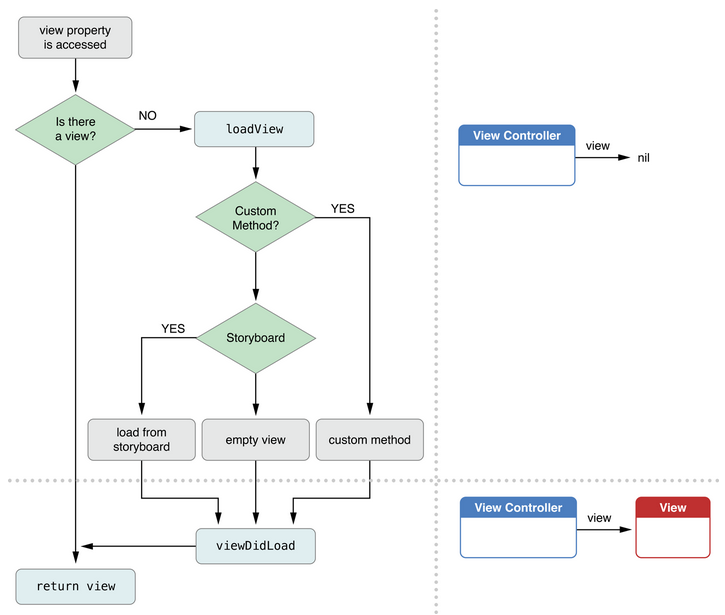 view property
is accessed
Is there
a view?
NO
loadView
View Controller
view
nil
Custom
Method?
YES
YES
Storyboard
load from
storyboard
empty view
custom method
View Controller
view
View
viewDidLoad
return view